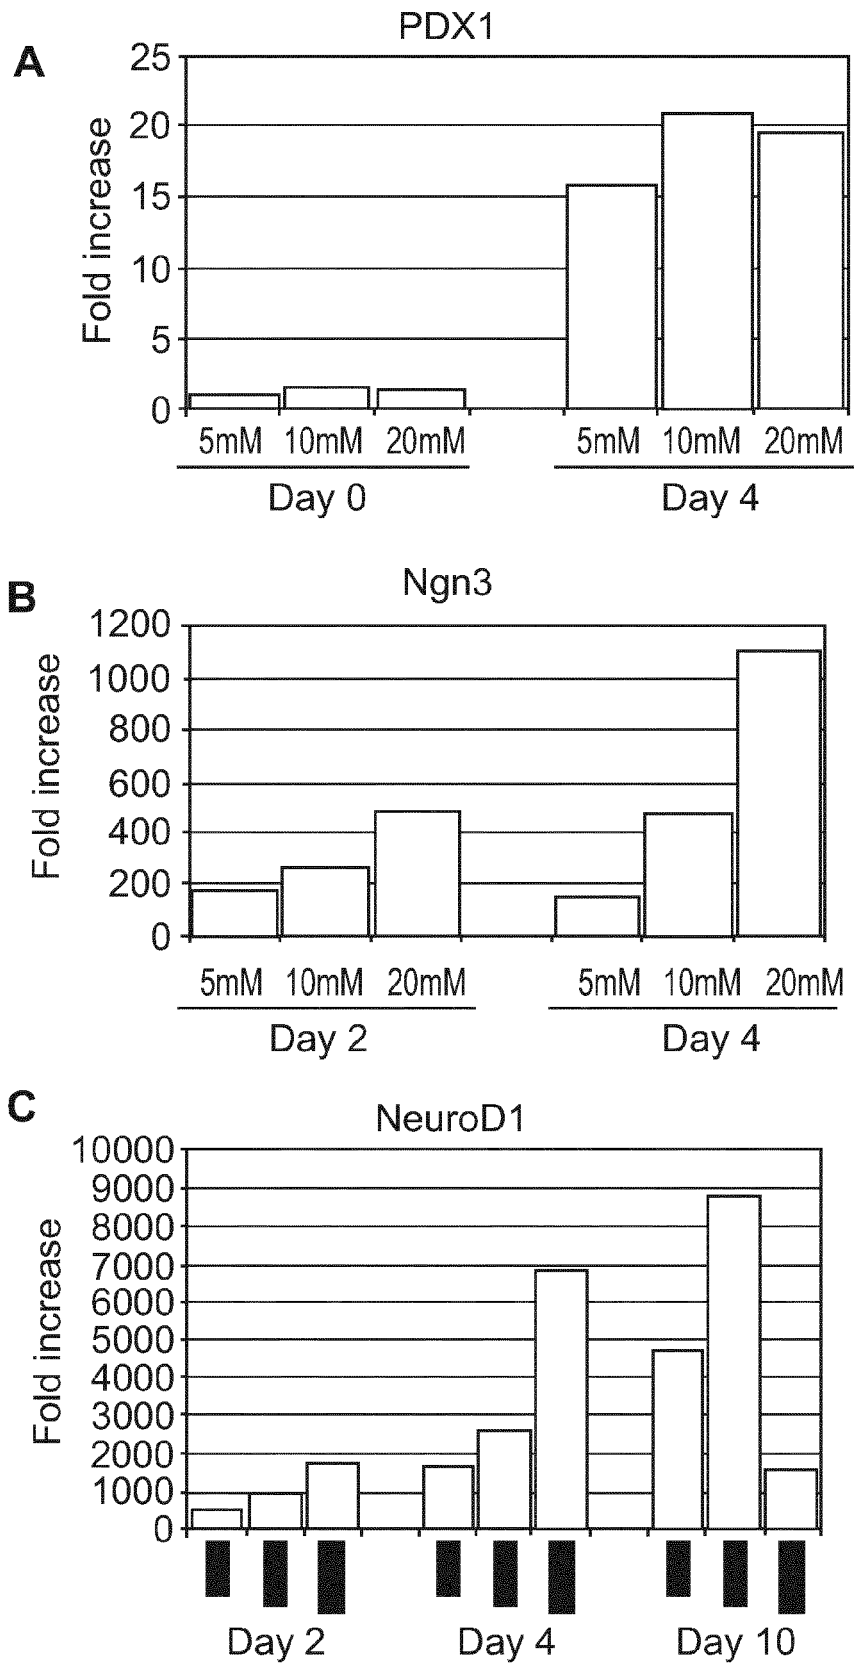 PDX1
A
Fold increase
25
20
15
10
5
0
5mM 10mM 20mM 5mM 10mM 20mM
Day 0 Day 4
Ngn3
B
Fold increase
1200
1000
800
600
400
200
0
5mM 10mM 20mM 5mM 10mM 20mM
Day 2 Day 4
C
NeuroD1
Fold increase
10000
9000
8000
7000
6000
5000
4000
3000
2000
1000
0
Day 2 Day 4 Day 10